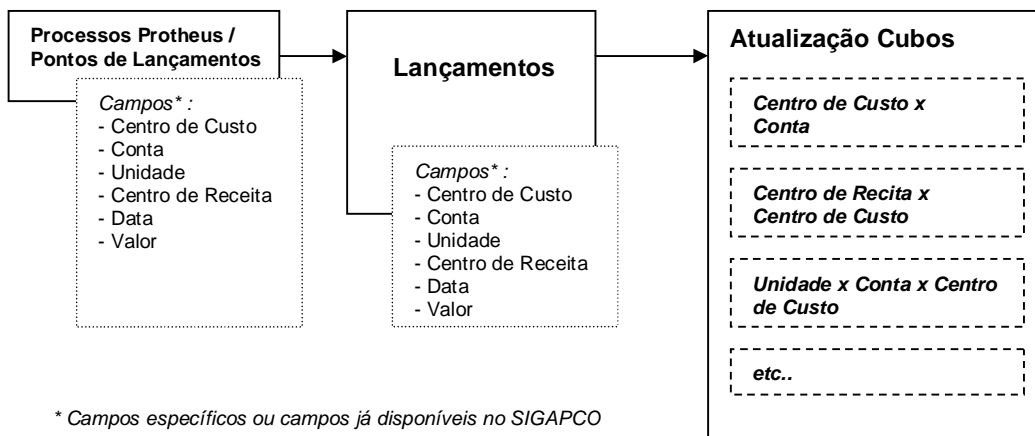 Processos Protheus /
Pontos de Lançamentos
Campos* :
- Centro de Custo
- Conta
- Unidade
- Centro de Receita
- Data
- Valor
Lançamentos
Campos* :
- Centro de Custo
- Conta
- Unidade
- Centro de Receita
- Data
- Valor
Atualização Cubos
Centro de Custo x
Conta
Centro de Recita x
Centro de Custo
Unidade x Conta x Centro
de Custo
etc..
* Campos específicos ou campos já disponíveis no SIGAPCO